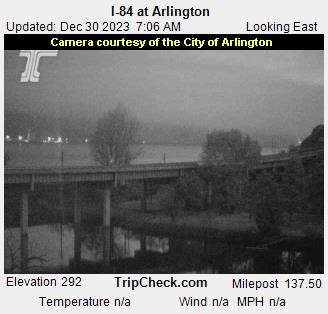 I-84 at Arlington
Updated: Dec 30 2023 7:06 AM Looking East
Camera courtesy of the City of Arlington
Elevation 292 TripCheck.com Milepost 137.50
Temperature n/a Wind n/a MPH n/a